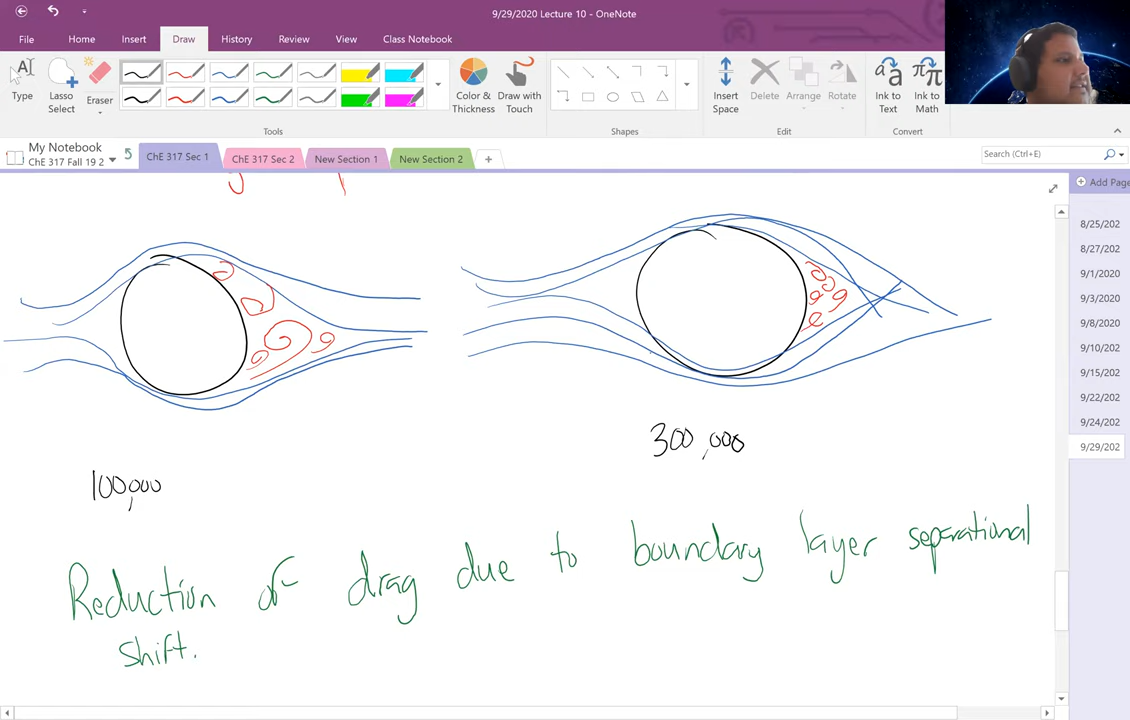 9/29/2020 Lecture 10 - OneNote
File Home Insert Draw History Review View Class Notebook
Type
Lasso
Select
Eraser
Color &
Thickness
Draw with
Touch
Insert
Space
Delete
Arrange
Rotate
Ink to
Text
Ink to
Math
Tools
Shapes
Edit
Convert
My Notebook
ChE 317 Fall 19 2
ChE 317 Sec 1
ChE 317 Sec 2
New Section 1
New Section 2
Search (Ctrl+E)
Add Page
8/25/202
8/27/202
9/1/2020
9/3/2020
9/8/2020
9/10/202
9/15/202
9/22/202
9/24/202
9/29/202
300,000
100,000
Reduction of drag due to boundary layer separational
shift.